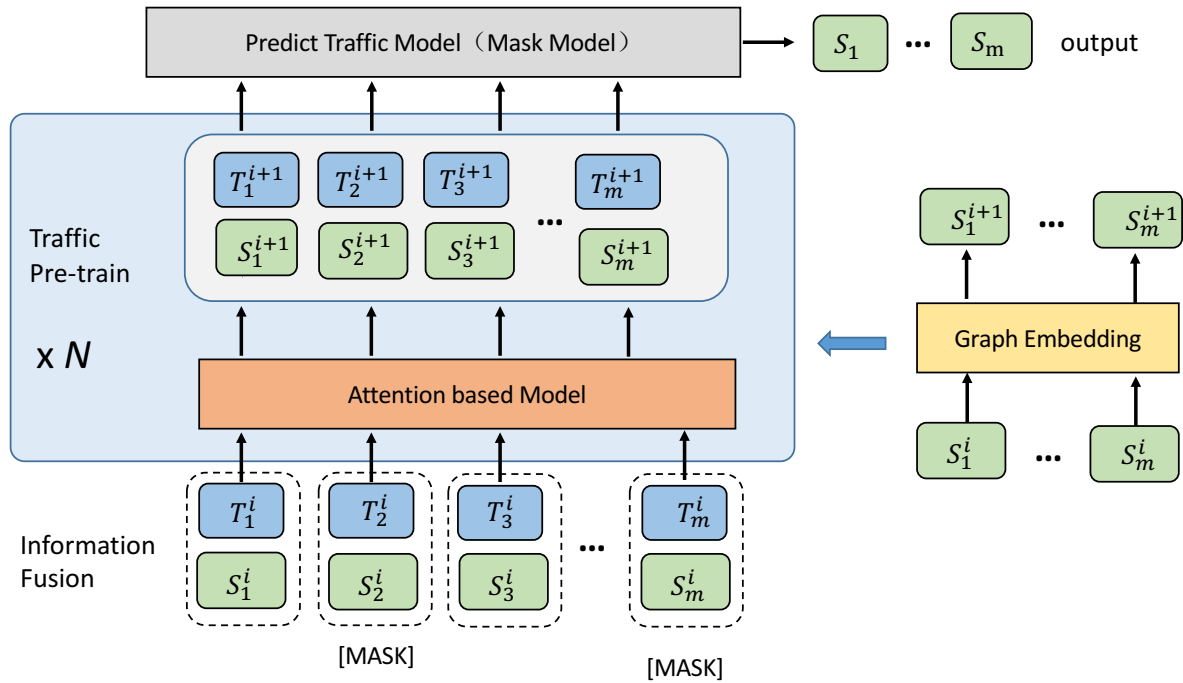 Predict Traffic Model（Mask Model）
S₁ ... Sₘ output
T₁ⁱ⁺¹ T₂ⁱ⁺¹ T₃ⁱ⁺¹ ... Tₘⁱ⁺¹
S₁ⁱ⁺¹ S₂ⁱ⁺¹ S₃ⁱ⁺¹ Sₘⁱ⁺¹
Traffic
Pre-train
x N
Attention based Model
T₁ⁱ T₂ⁱ T₃ⁱ ... Tₘⁱ
S₁ⁱ S₂ⁱ S₃ⁱ Sₘⁱ
Information
Fusion
[MASK] [MASK]
S₁ⁱ⁺¹ ... Sₘⁱ⁺¹
Graph Embedding
S₁ⁱ ... Sₘⁱ